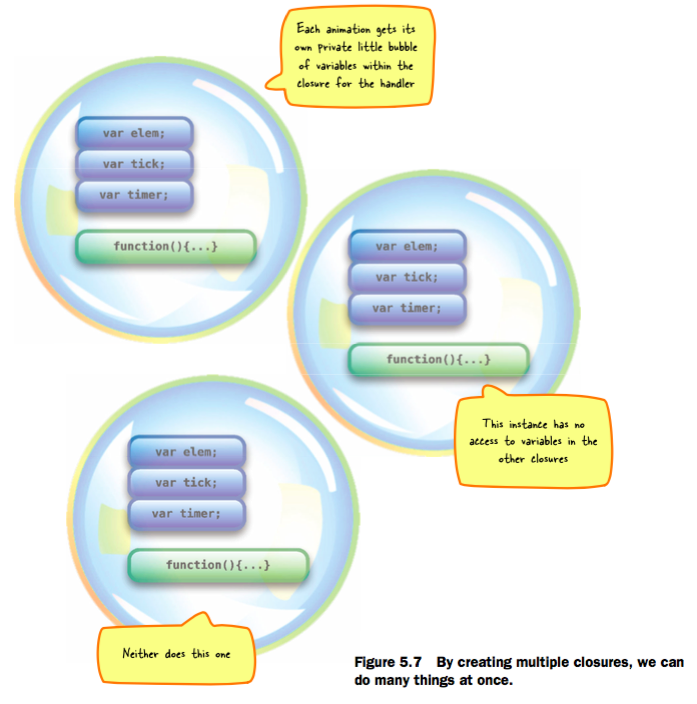 Each animation gets its
own private little bubble
of variables within the
closure for the handler
var elem;
var tick;
var timer;
function(){...}
var elem;
var tick;
var timer;
function(){...}
This instance has no
access to variables in the
other closures
var elem;
var tick;
var timer;
function(){...}
Neither does this one
Figure 5.7 By creating multiple closures, we can
do many things at once.